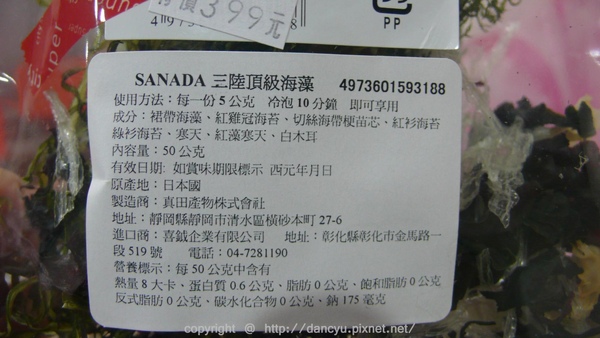 特價399元
PP
SANADA 三陸頂級海藻 4973601593188
使用方法：每一份 5 公克 冷泡 10 分鐘 即可享用
成分：裙帶海藻、紅雞冠海苔、切絲海帶梗苗芯、紅衫海苔
綠衫海苔、寒天、紅藻寒天、白木耳
內容量：50 公克
有效日期: 如賞味期限標示 西元年月日
原產地：日本國
製造商：真田產物株式會社
地址：靜岡縣靜岡市清水區橫砂本町 27-6
進口商：喜鉞企業有限公司 地址：彰化縣彰化市金馬路一
段 519 號 電話：04-7281190
營養標示：每 50 公克中含有
熱量 8 大卡、蛋白質 0.6 公克、脂肪 0 公克、飽和脂肪 0 公克
反式脂肪 0 公克、碳水化合物 0 公克、鈉 175 毫克
copyright @ http://dancyu.pixnet.net/